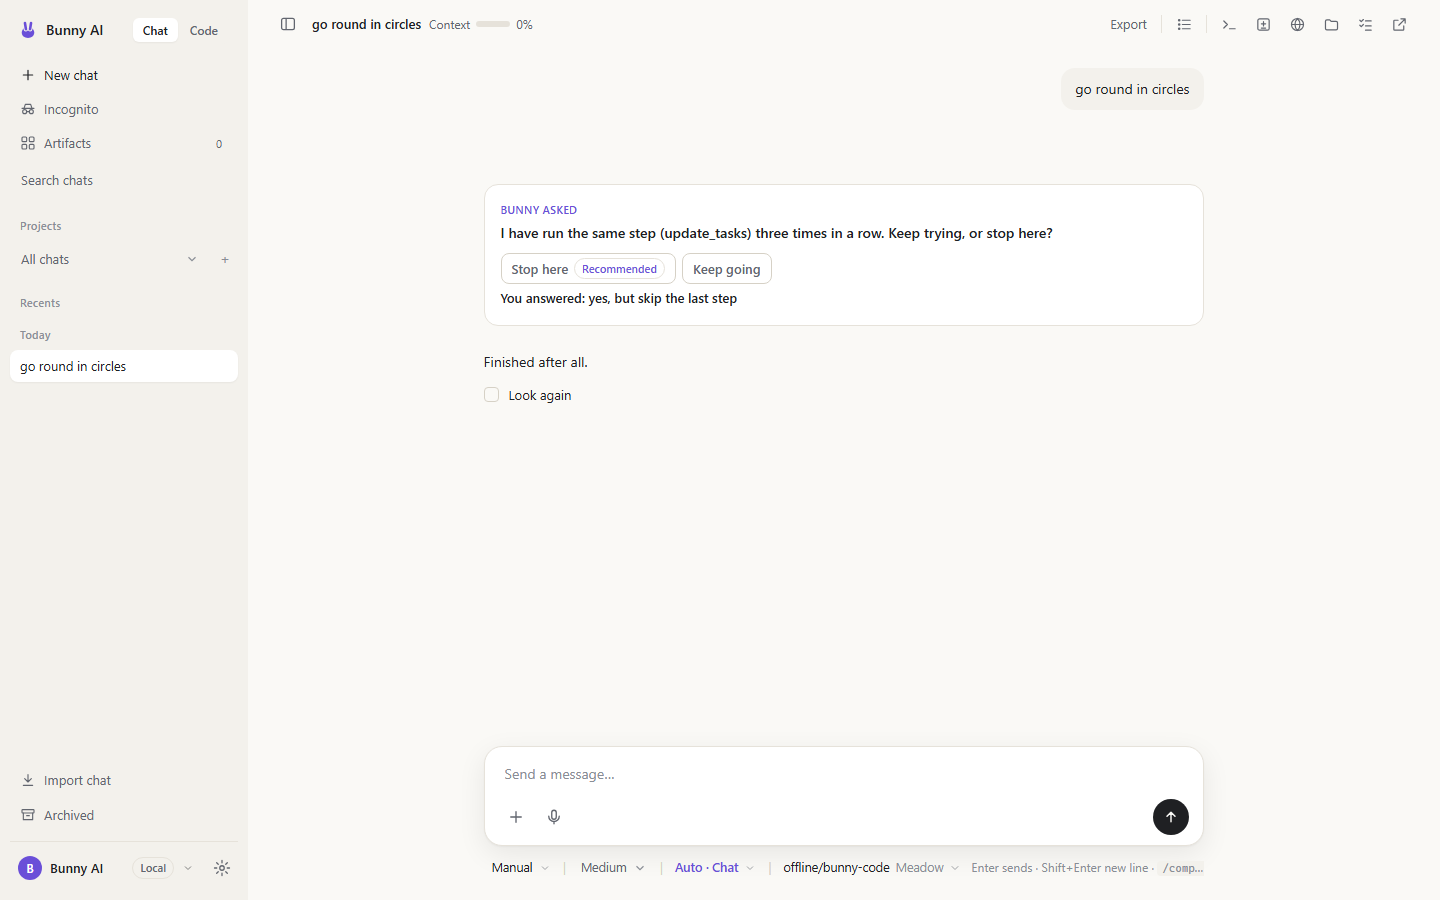 Bunny AI
Chat
Code
New chat
Incognito
Artifacts
0
Search chats
Projects
All chats
+
Recents
Today
go round in circles
Import chat
Archived
B
Bunny AI
Local
go round in circles
Context
0%
Export
go round in circles
BUNNY ASKED
I have run the same step (update_tasks) three times in a row. Keep trying, or stop here?
Stop here
Recommended
Keep going
You answered: yes, but skip the last step
Finished after all.
Look again
Send a message...
Manual
Medium
Auto · Chat
offline/bunny-code
Meadow
Enter sends · Shift+Enter new line · /comp...